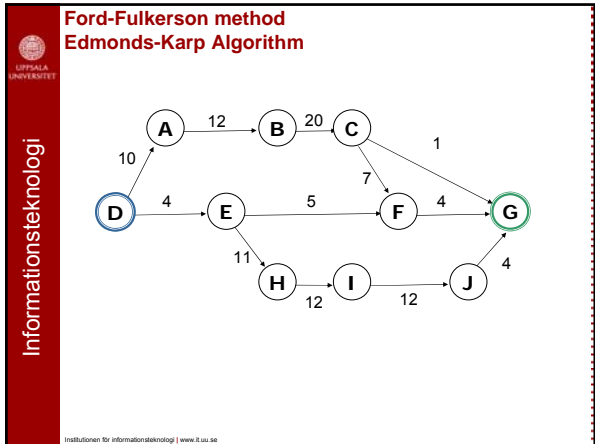 Ford-Fulkerson method
Edmonds-Karp Algorithm
UPPSALA
UNIVERSITET
Informationsteknologi
A
12
B
20
C
1
10
7
D
4
E
5
F
4
G
11
H
12
I
12
J
4
Institutionen för informationsteknologi | www.it.uu.se